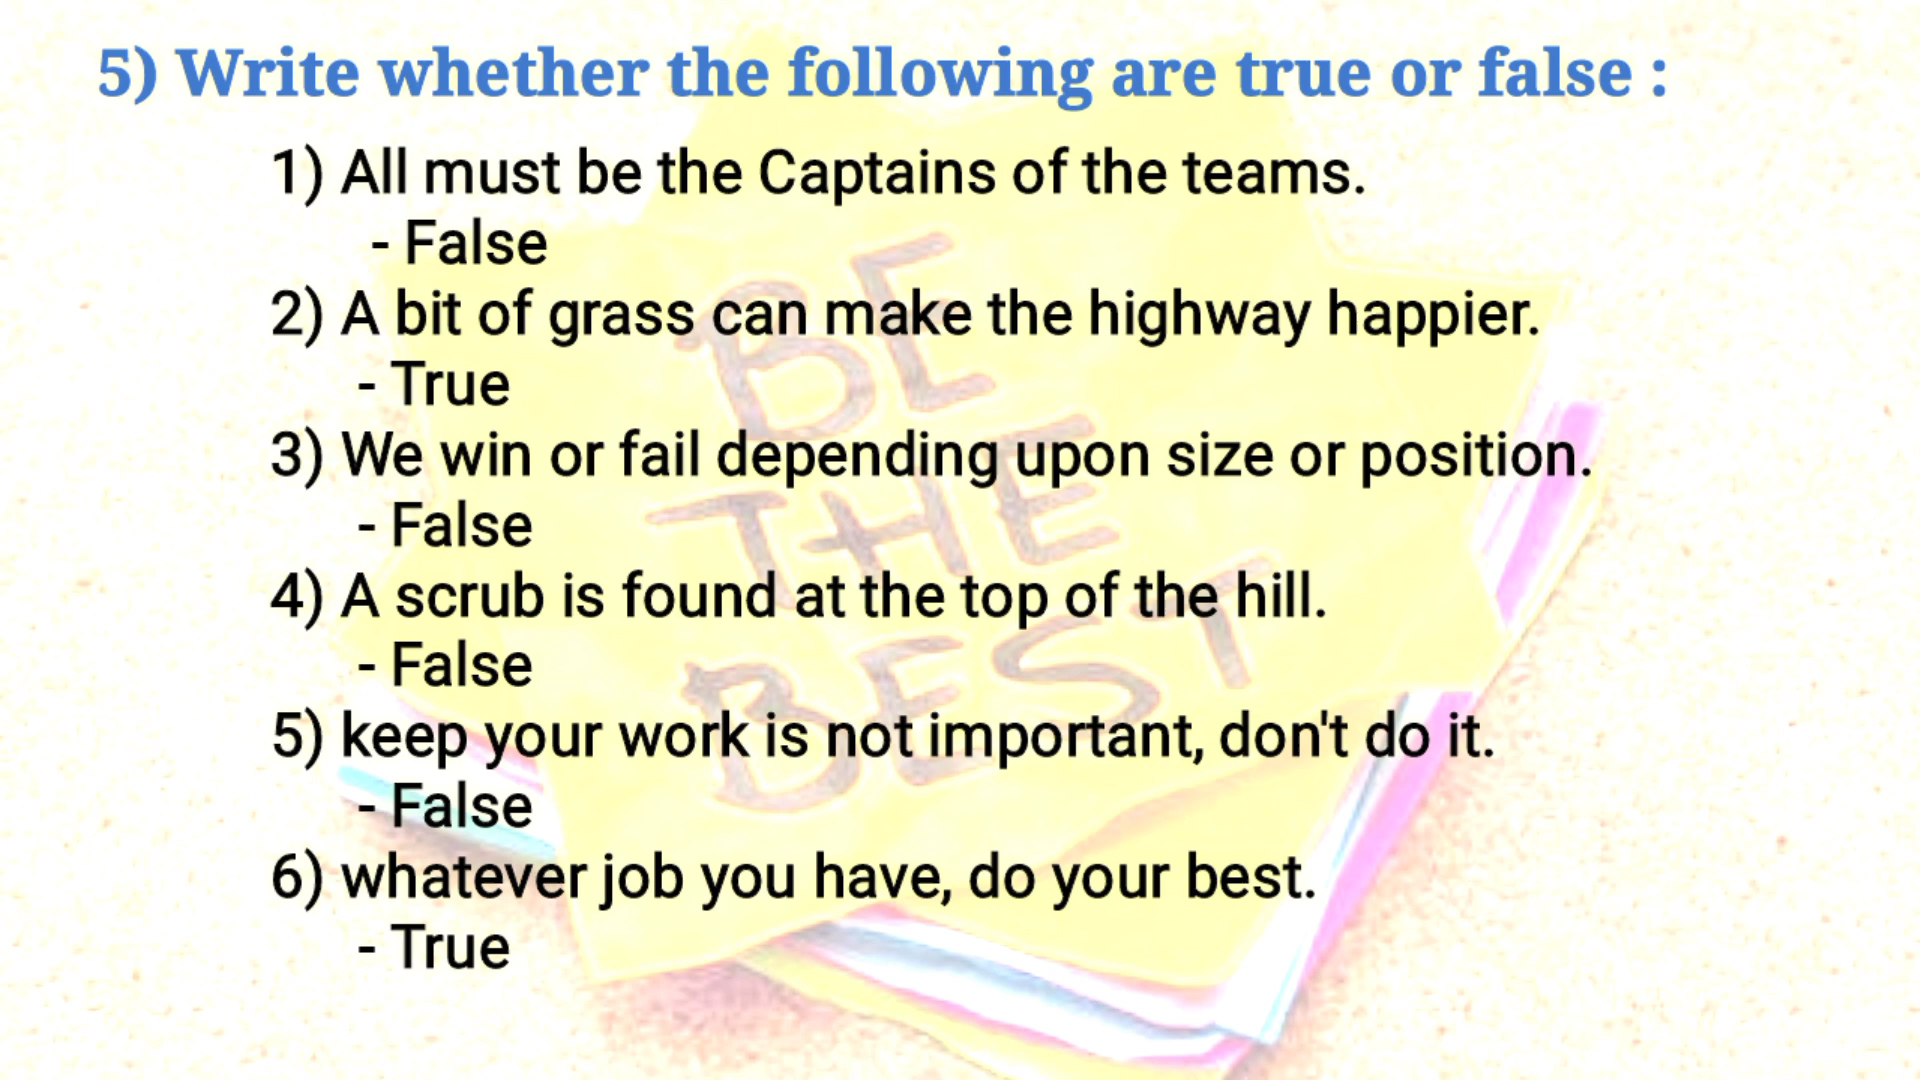 5) Write whether the following are true or false :
1) All must be the Captains of the teams.
- False
2) A bit of grass can make the highway happier.
- True
3) We win or fail depending upon size or position.
- False
4) A scrub is found at the top of the hill.
- False
5) keep your work is not important, don't do it.
- False
6) whatever job you have, do your best.
- True
BE
THE
BEST